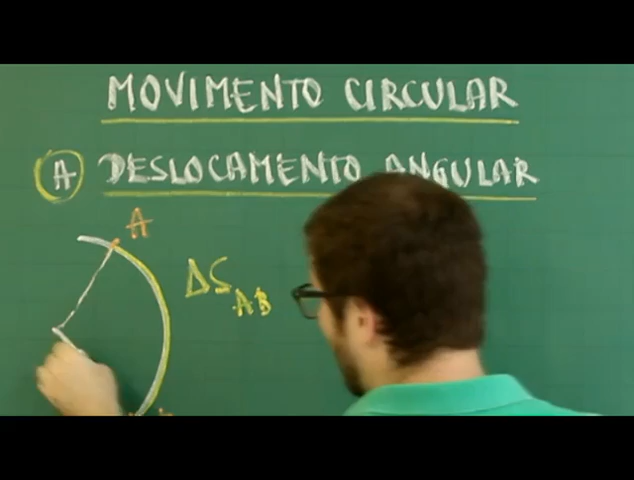 MOVIMENTO CIRCULAR
A DESLOCAMENTO ANGULAR
A
ΔS AB